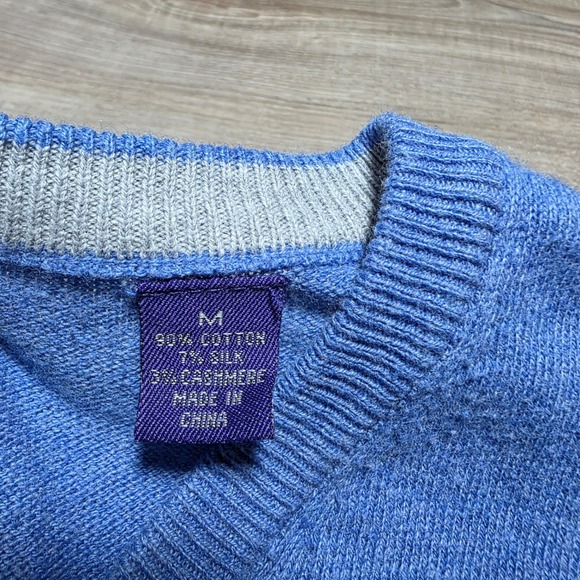 M
90% COTTON
7% SILK
3% CASHMERE
MADE IN
CHINA